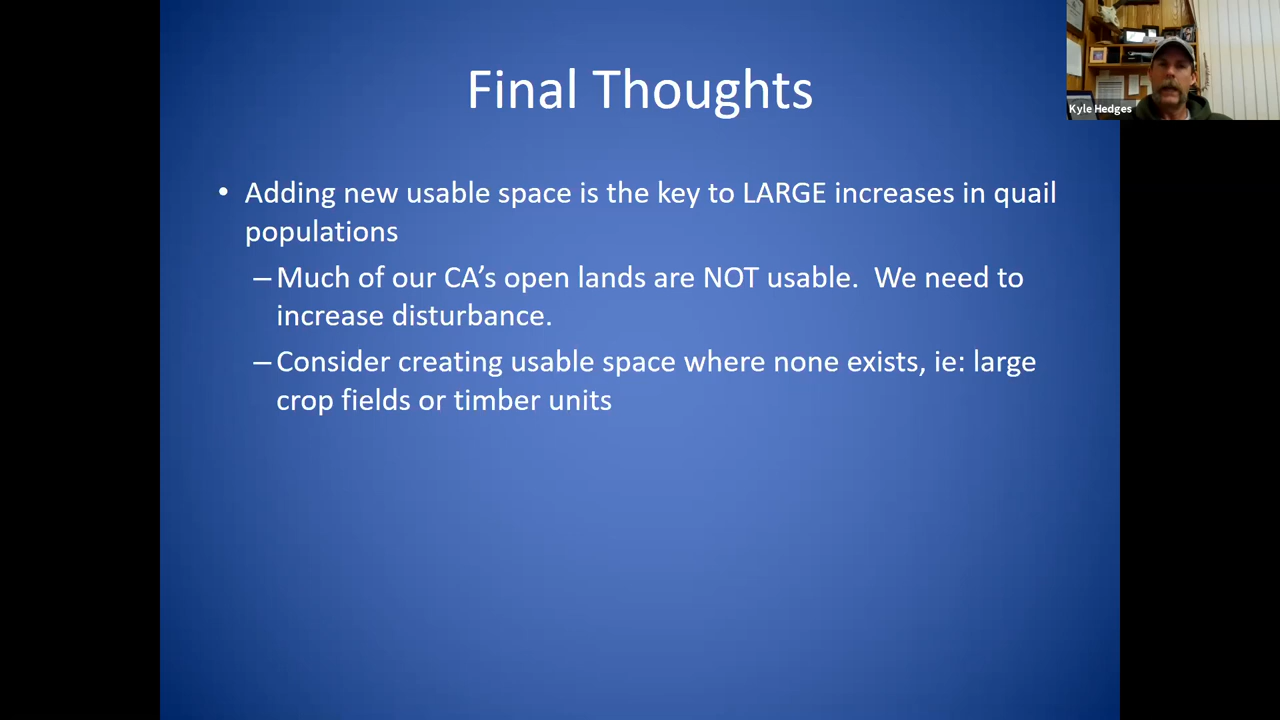 Final Thoughts
Kyle Hedges
• Adding new usable space is the key to LARGE increases in quail
populations
– Much of our CA’s open lands are NOT usable.  We need to
increase disturbance.
– Consider creating usable space where none exists, ie: large
crop fields or timber units